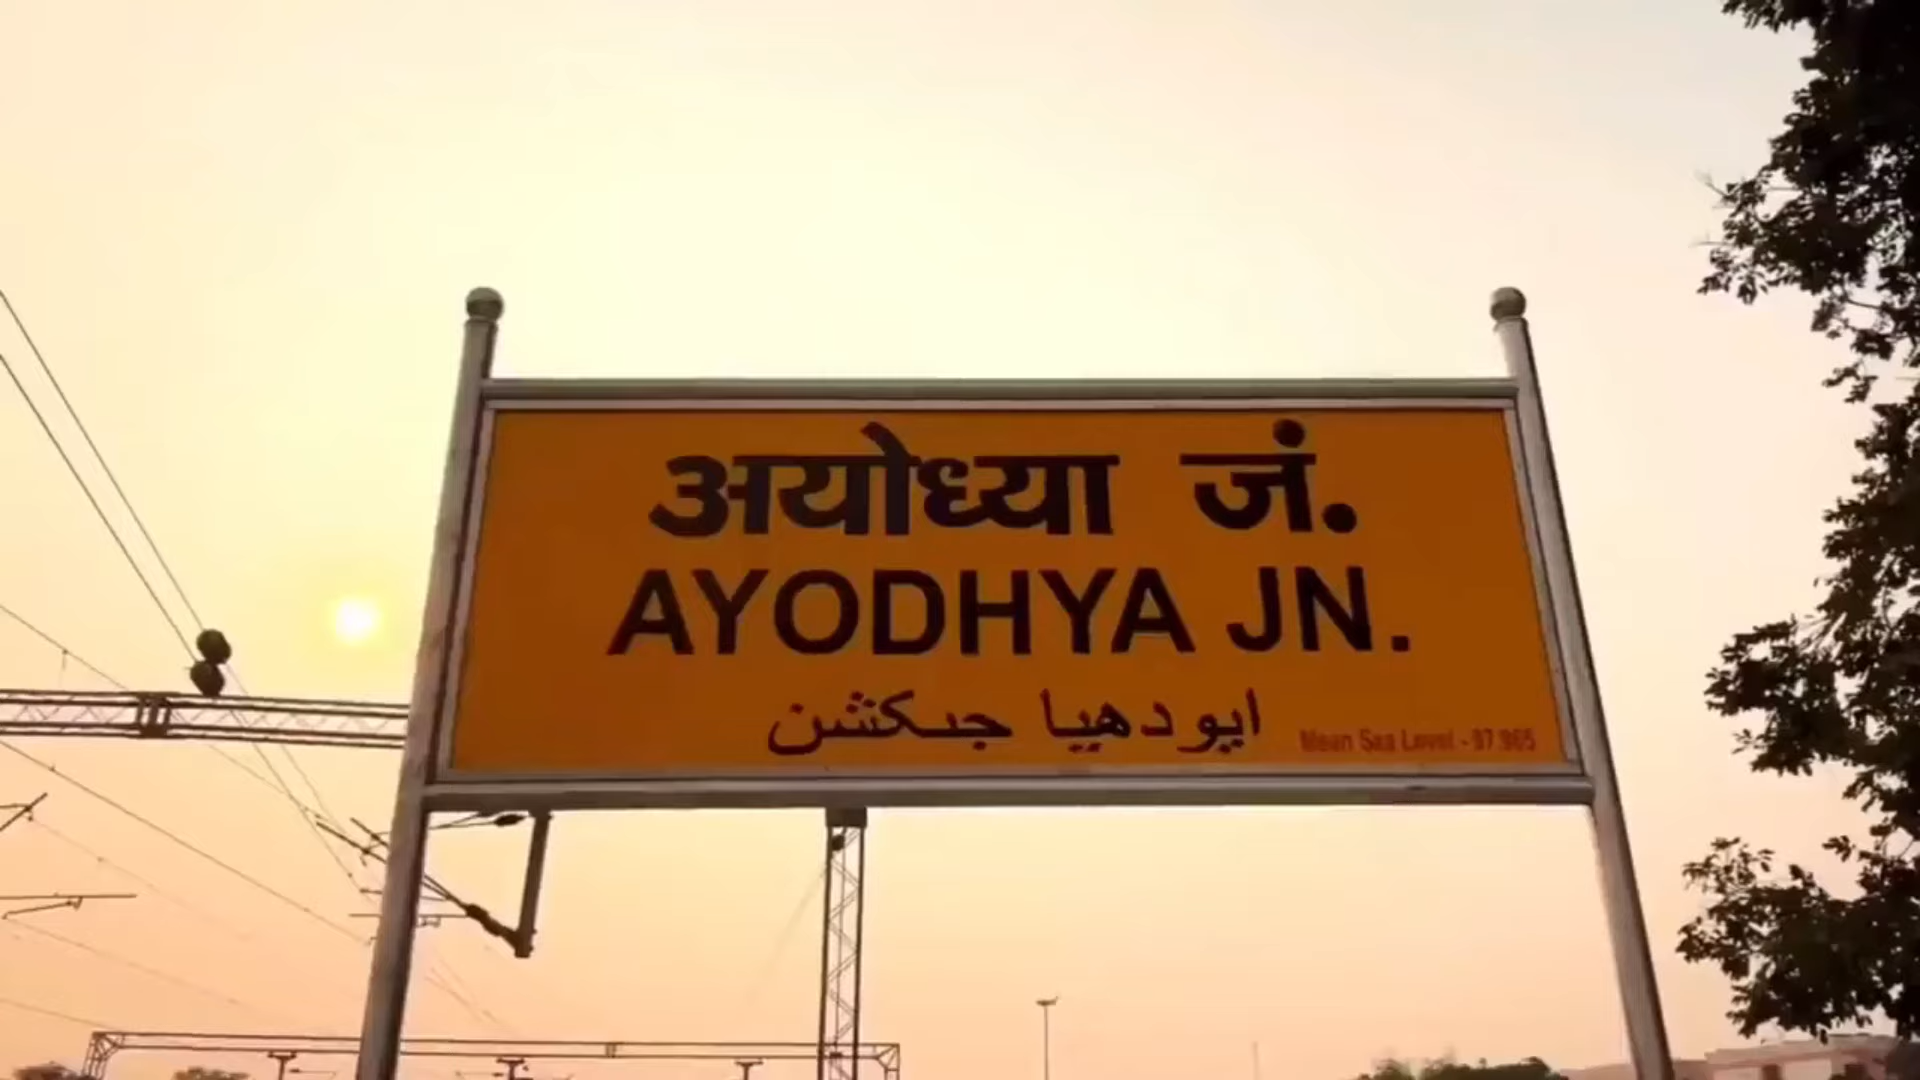 अयोध्या जं.
AYODHYA JN.
ایودھیا جنکشن
Mean Sea Level - 97.965